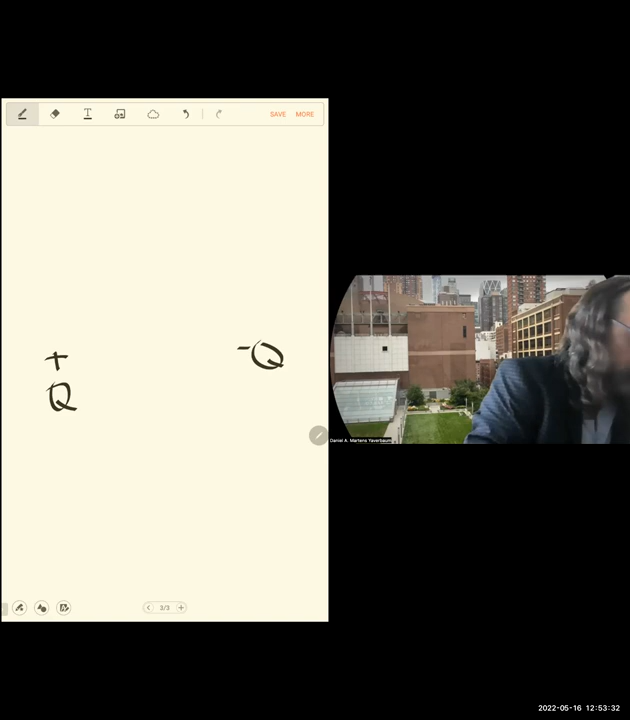 T SAVE MORE
+
Q
-Q
Daniel A. Martens Yaverbaum
3/3
2022-05-16 12:53:32